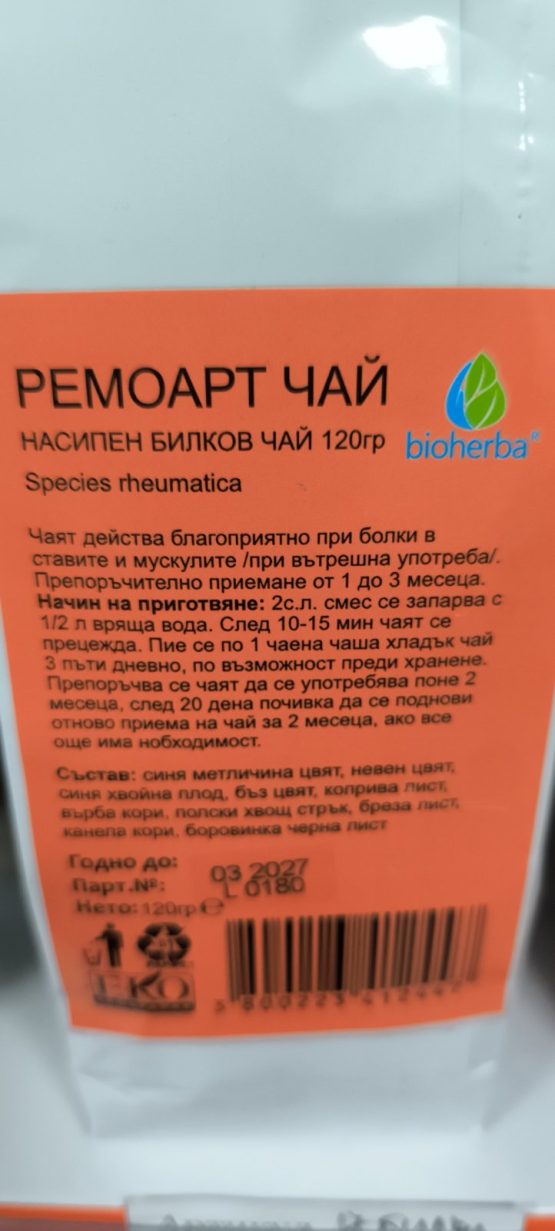 РЕМОАРТ ЧАЙ
НАСИПЕН БИЛКОВ ЧАЙ 120гр
bioherba®
Species rheumatica
Чаят действа благоприятно при болки в
ставите и мускулите /при вътрешна употреба/.
Препоръчително приемане от 1 до 3 месеца.
Начин на приготвяне: 2с.л. смес се запарва с
1/2 л вряща вода. След 10-15 мин чаят се
прецежда. Пие се по 1 чаена чаша хладък чай
3 пъти дневно, по възможност преди хранене.
Препоръчва се чаят да се употребява поне 2
месеца, след 20 дена почивка да се поднови
отново приема на чай за 2 месеца, ако все
още има нобходимост.
Състав: синя метличина цвят, невен цвят,
синя хвойна плод, бъз цвят, коприва лист,
върба кори, полски хвощ стрък, бреза лист,
канела кори, боровинка черна лист
Годно до: 03 2027
Парт.№: L 0180
Нето: 120гр е
EKO